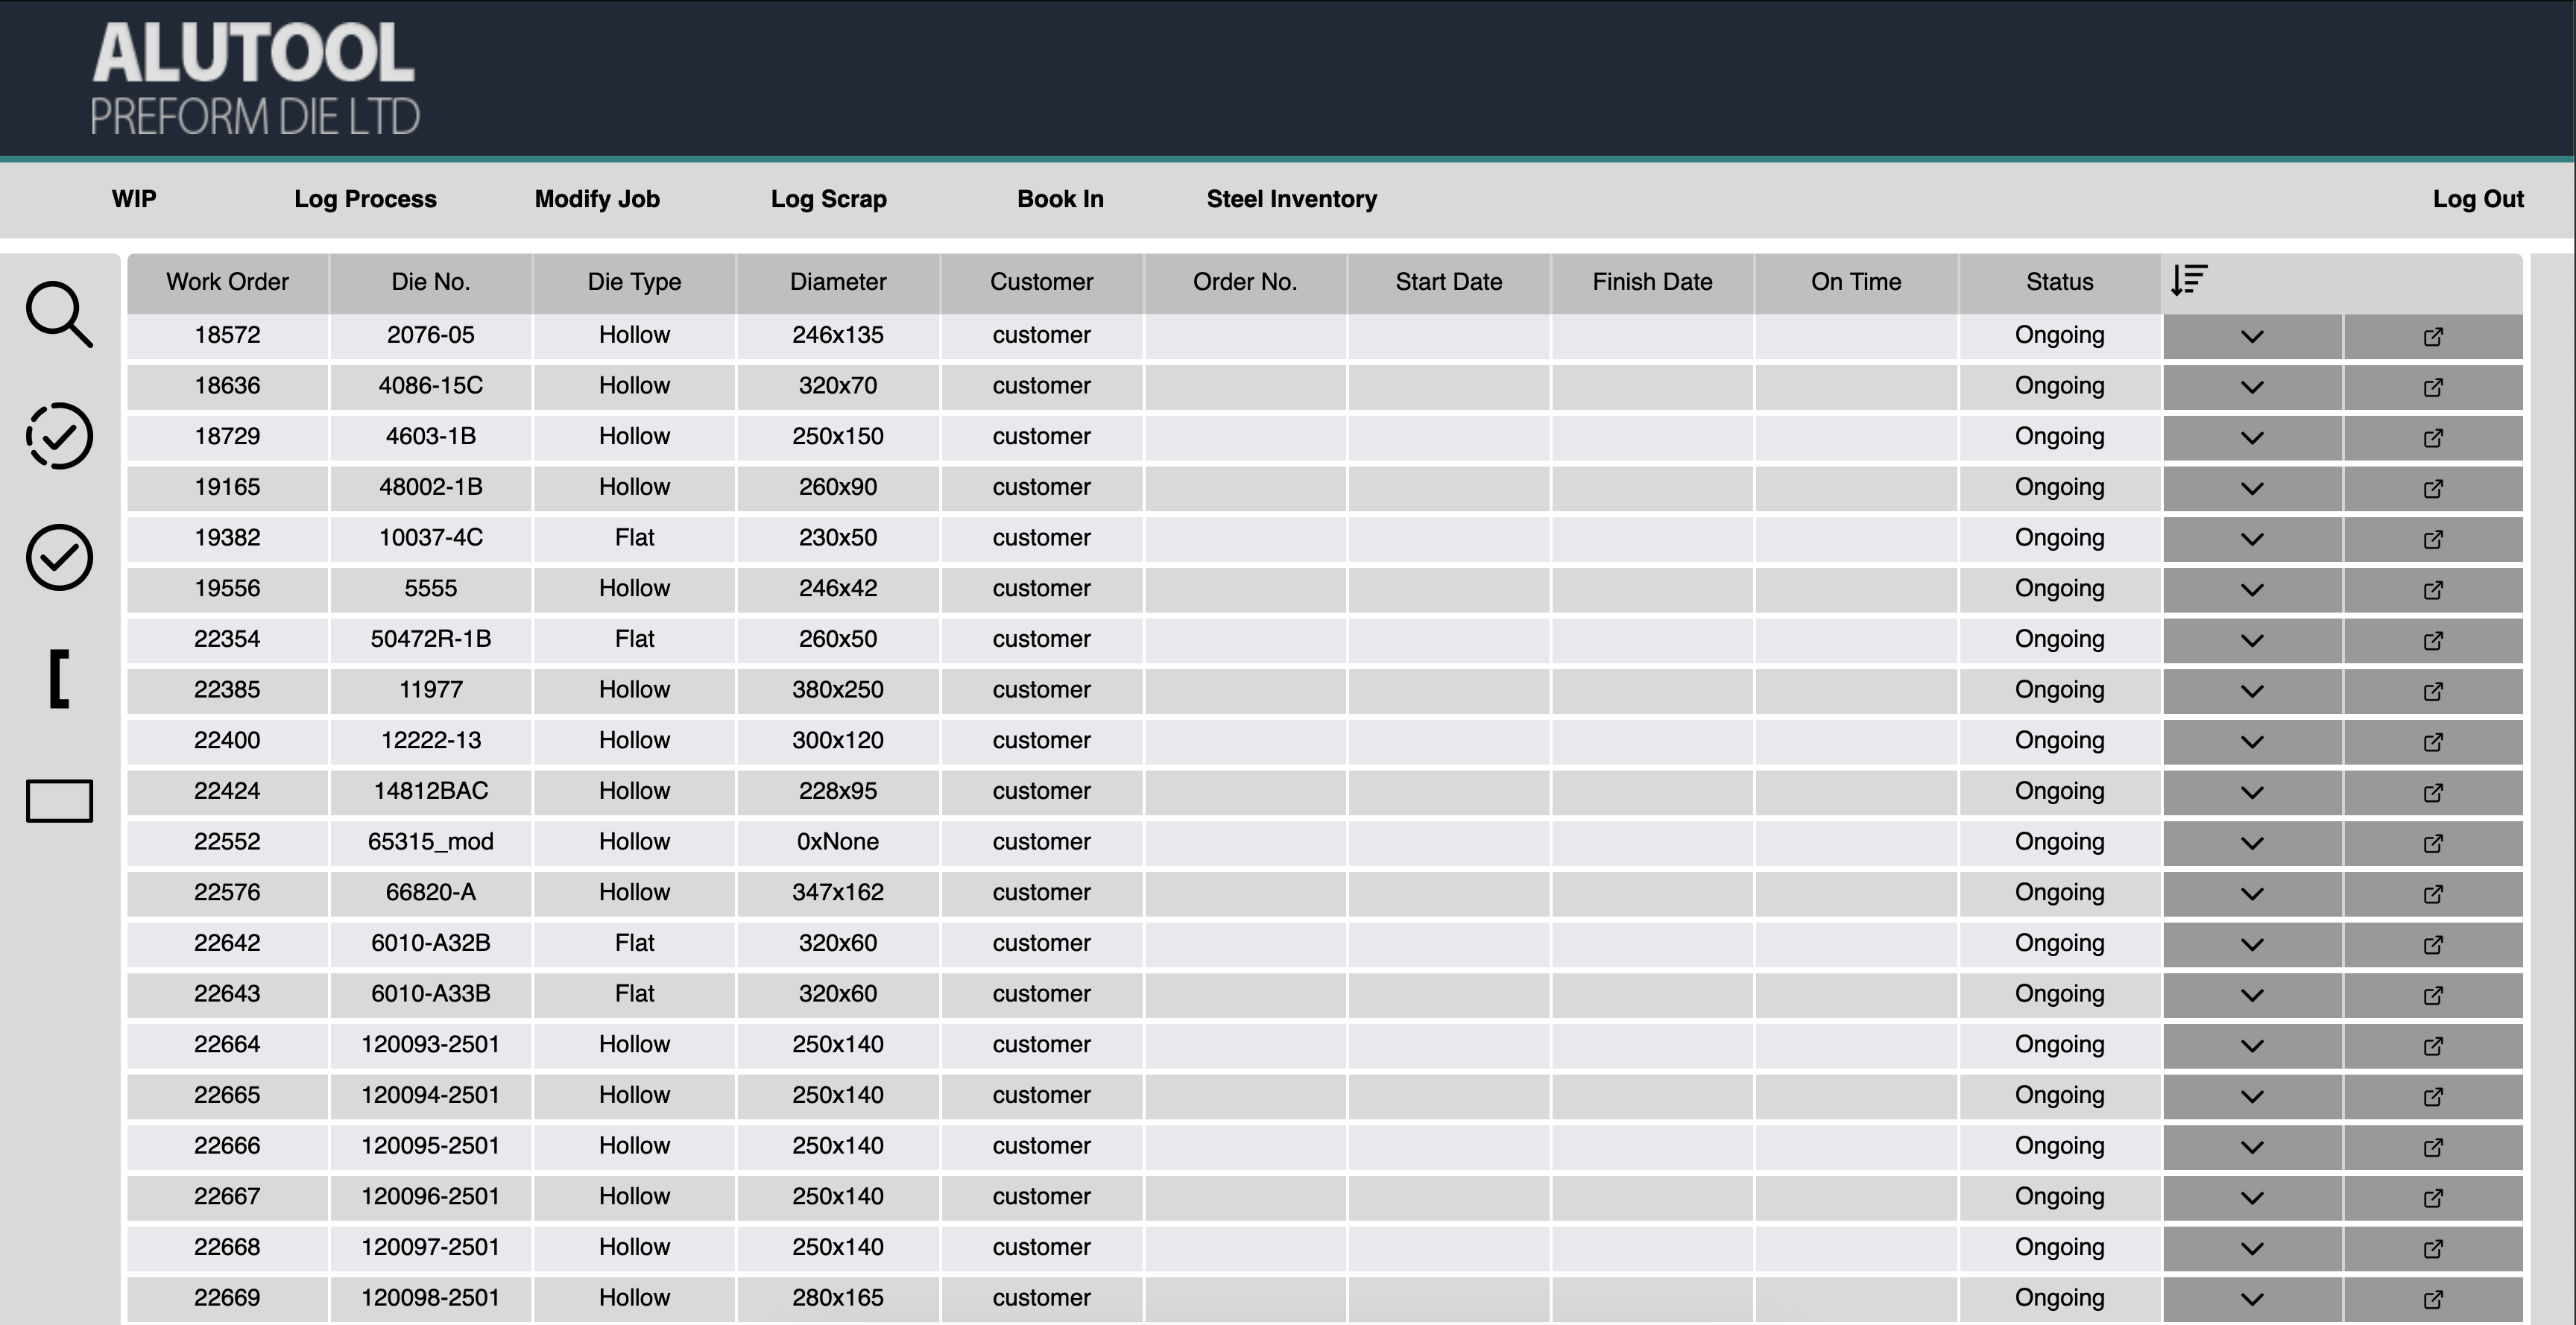 ALUTOOL
PREFORM DIE LTD
WIP Log Process Modify Job Log Scrap Book In Steel Inventory Log Out
Work Order Die No. Die Type Diameter Customer Order No. Start Date Finish Date On Time Status
18572 2076-05 Hollow 246x135 customer Ongoing
18636 4086-15C Hollow 320x70 customer Ongoing
18729 4603-1B Hollow 250x150 customer Ongoing
19165 48002-1B Hollow 260x90 customer Ongoing
19382 10037-4C Flat 230x50 customer Ongoing
19556 5555 Hollow 246x42 customer Ongoing
22354 50472R-1B Flat 260x50 customer Ongoing
22385 11977 Hollow 380x250 customer Ongoing
22400 12222-13 Hollow 300x120 customer Ongoing
22424 14812BAC Hollow 228x95 customer Ongoing
22552 65315_mod Hollow 0xNone customer Ongoing
22576 66820-A Hollow 347x162 customer Ongoing
22642 6010-A32B Flat 320x60 customer Ongoing
22643 6010-A33B Flat 320x60 customer Ongoing
22664 120093-2501 Hollow 250x140 customer Ongoing
22665 120094-2501 Hollow 250x140 customer Ongoing
22666 120095-2501 Hollow 250x140 customer Ongoing
22667 120096-2501 Hollow 250x140 customer Ongoing
22668 120097-2501 Hollow 250x140 customer Ongoing
22669 120098-2501 Hollow 280x165 customer Ongoing